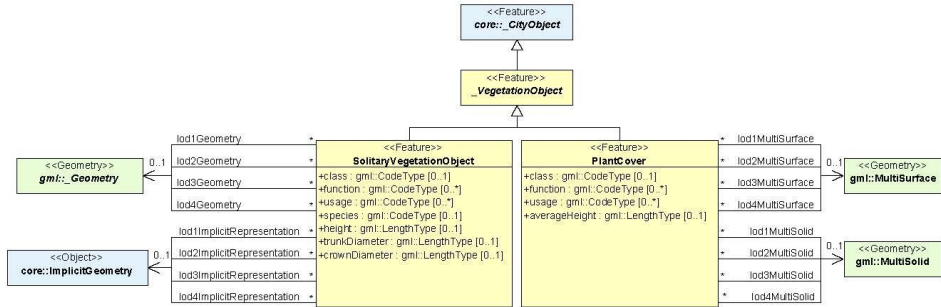 <<Feature>>
core::_CityObject
<<Feature>>
_VegetationObject
lod1Geometry *
lod2Geometry *
lod3Geometry *
lod4Geometry *
0..1
<<Geometry>>
gml::_Geometry
lod1ImplicitRepresentation *
lod2ImplicitRepresentation *
lod3ImplicitRepresentation *
lod4ImplicitRepresentation *
0..1
<<Object>>
core::ImplicitGeometry
<<Feature>>
SolitaryVegetationObject
+class : gml::CodeType [0..1]
+function : gml::CodeType [0..*]
+usage : gml::CodeType [0..*]
+species : gml::CodeType [0..1]
+height : gml::LengthType [0..1]
+trunkDiameter : gml::LengthType [0..1]
+crownDiameter : gml::LengthType [0..1]
<<Feature>>
PlantCover
+class : gml::CodeType [0..1]
+function : gml::CodeType [0..*]
+usage : gml::CodeType [0..*]
+averageHeight : gml::LengthType [0..1]
* lod1MultiSurface
* lod2MultiSurface
* lod3MultiSurface
* lod4MultiSurface
0..1
<<Geometry>>
gml::MultiSurface
* lod1MultiSolid
* lod2MultiSolid
* lod3MultiSolid
* lod4MultiSolid
0..1
<<Geometry>>
gml::MultiSolid